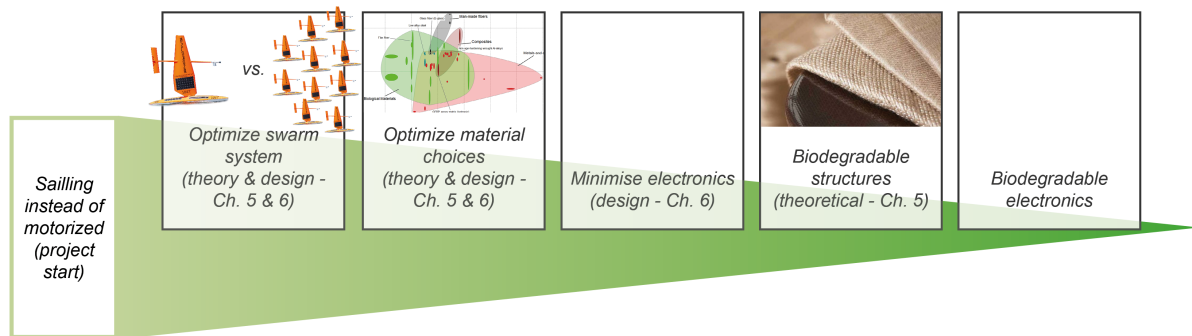 Sailling
instead of
motorized
(project
start)
vs.
Optimize swarm
system
(theory & design -
Ch. 5 & 6)
Man-made fibers
Composites
Biological Materials
Optimize material
choices
(theory & design -
Ch. 5 & 6)
Minimise electronics
(design - Ch. 6)
Biodegradable
structures
(theoretical - Ch. 5)
Biodegradable
electronics